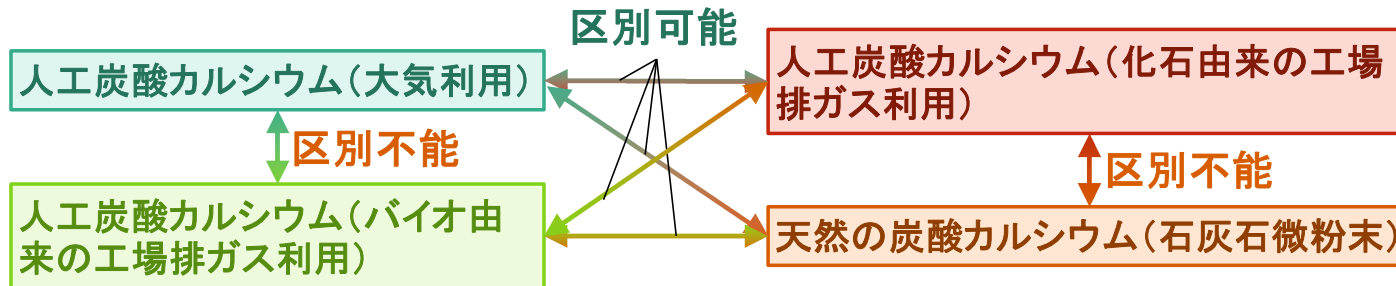 区別可能
人工炭酸カルシウム（大気利用）
人工炭酸カルシウム（化石由来の工場
排ガス利用）
区別不能
区別不能
人工炭酸カルシウム（バイオ由
来の工場排ガス利用）
天然の炭酸カルシウム（石灰石微粉末）